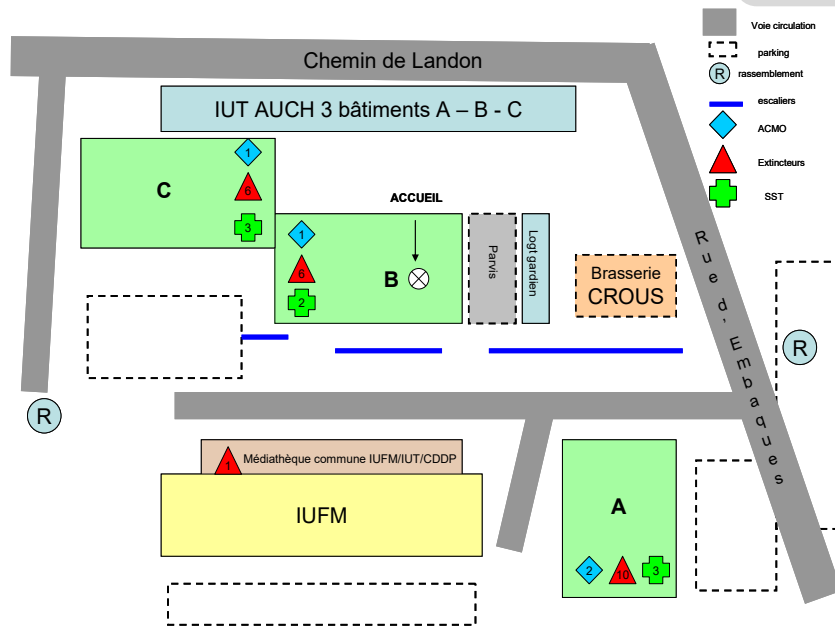 Voie circulation
parking
R rassemblement
escaliers
ACMO
Extincteurs
SST
Chemin de Landon
IUT AUCH 3 bâtiments A – B - C
C
1
6
3
ACCUEIL
1
6
2
B
Parvis
Logt gardien
Brasserie
CROUS
Rue d' Embaques
R
R
1
Médiathèque commune IUFM/IUT/CDDP
IUFM
A
2
10
3